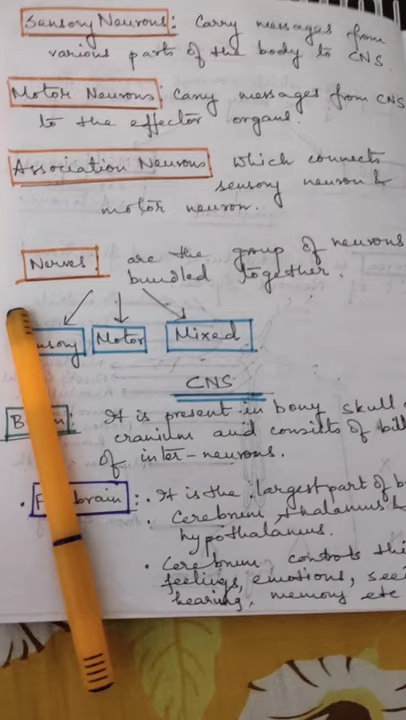 Sensory Neurons: Carry messages from
various parts of the body to CNS.
Motor Neurons: carry messages from CNS
to the effector organs.
Association Neurons which connects
sensory neuron &
motor neuron.
Nerves are the group of neurons
bundled together.
Motor Mixed
CNS
It is present in bony skull
cranium and consists of
of inter-neurons.
It is the largest part of
Cerebrum, thalamus &
hypothalamus.
Cerebrum controls
feelings, emotions,
hearing, memory etc